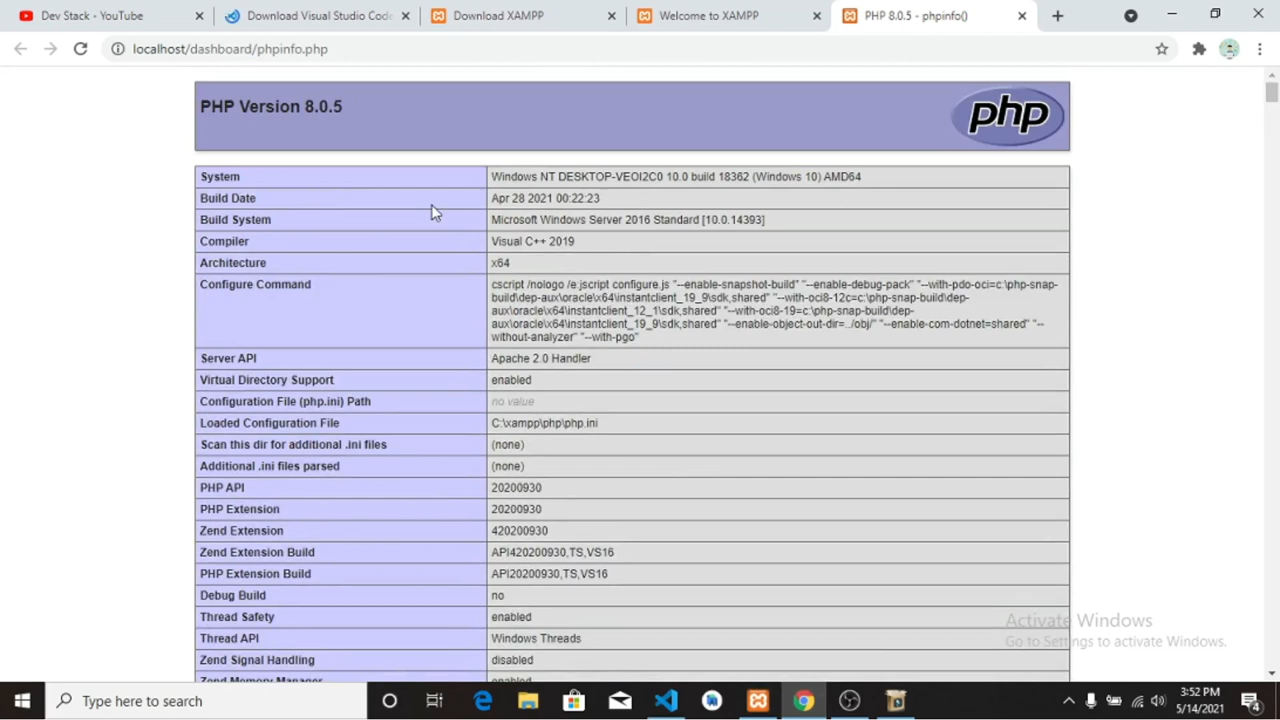 Dev Stack - YouTube
Download Visual Studio Code
Download XAMPP
Welcome to XAMPP
PHP 8.0.5 - phpinfo()
localhost/dashboard/phpinfo.php
PHP Version 8.0.5
php
System Windows NT DESKTOP-VEOI2C0 10.0 build 18362 (Windows 10) AMD64
Build Date Apr 28 2021 00:22:23
Build System Microsoft Windows Server 2016 Standard [10.0.14393]
Compiler Visual C++ 2019
Architecture x64
Configure Command cscript /nologo /e:jscript configure.js "--enable-snapshot-build" "--enable-debug-pack" "--with-pdo-oci=c:\php-snap-
build\dep-aux\oracle\x64\instantclient_19_9\sdk,shared" "--with-oci8-12c=c:\php-snap-build\dep-
aux\oracle\x64\instantclient_12_1\sdk,shared" "--with-oci8-19=c:\php-snap-build\dep-
aux\oracle\x64\instantclient_19_9\sdk,shared" "--enable-object-out-dir=../obj/" "--enable-com-dotnet=shared" "--
without-analyzer" "--with-pgo"
Server API Apache 2.0 Handler
Virtual Directory Support enabled
Configuration File (php.ini) Path no value
Loaded Configuration File C:\xampp\php\php.ini
Scan this dir for additional .ini files (none)
Additional .ini files parsed (none)
PHP API 20200930
PHP Extension 20200930
Zend Extension 420200930
Zend Extension Build API420200930,TS,VS16
PHP Extension Build API20200930,TS,VS16
Debug Build no
Thread Safety enabled
Thread API Windows Threads
Zend Signal Handling disabled
Zend Memory Manager enabled
Activate Windows
Go to Settings to activate Windows.
Type here to search
3:52 PM
5/14/2021
4